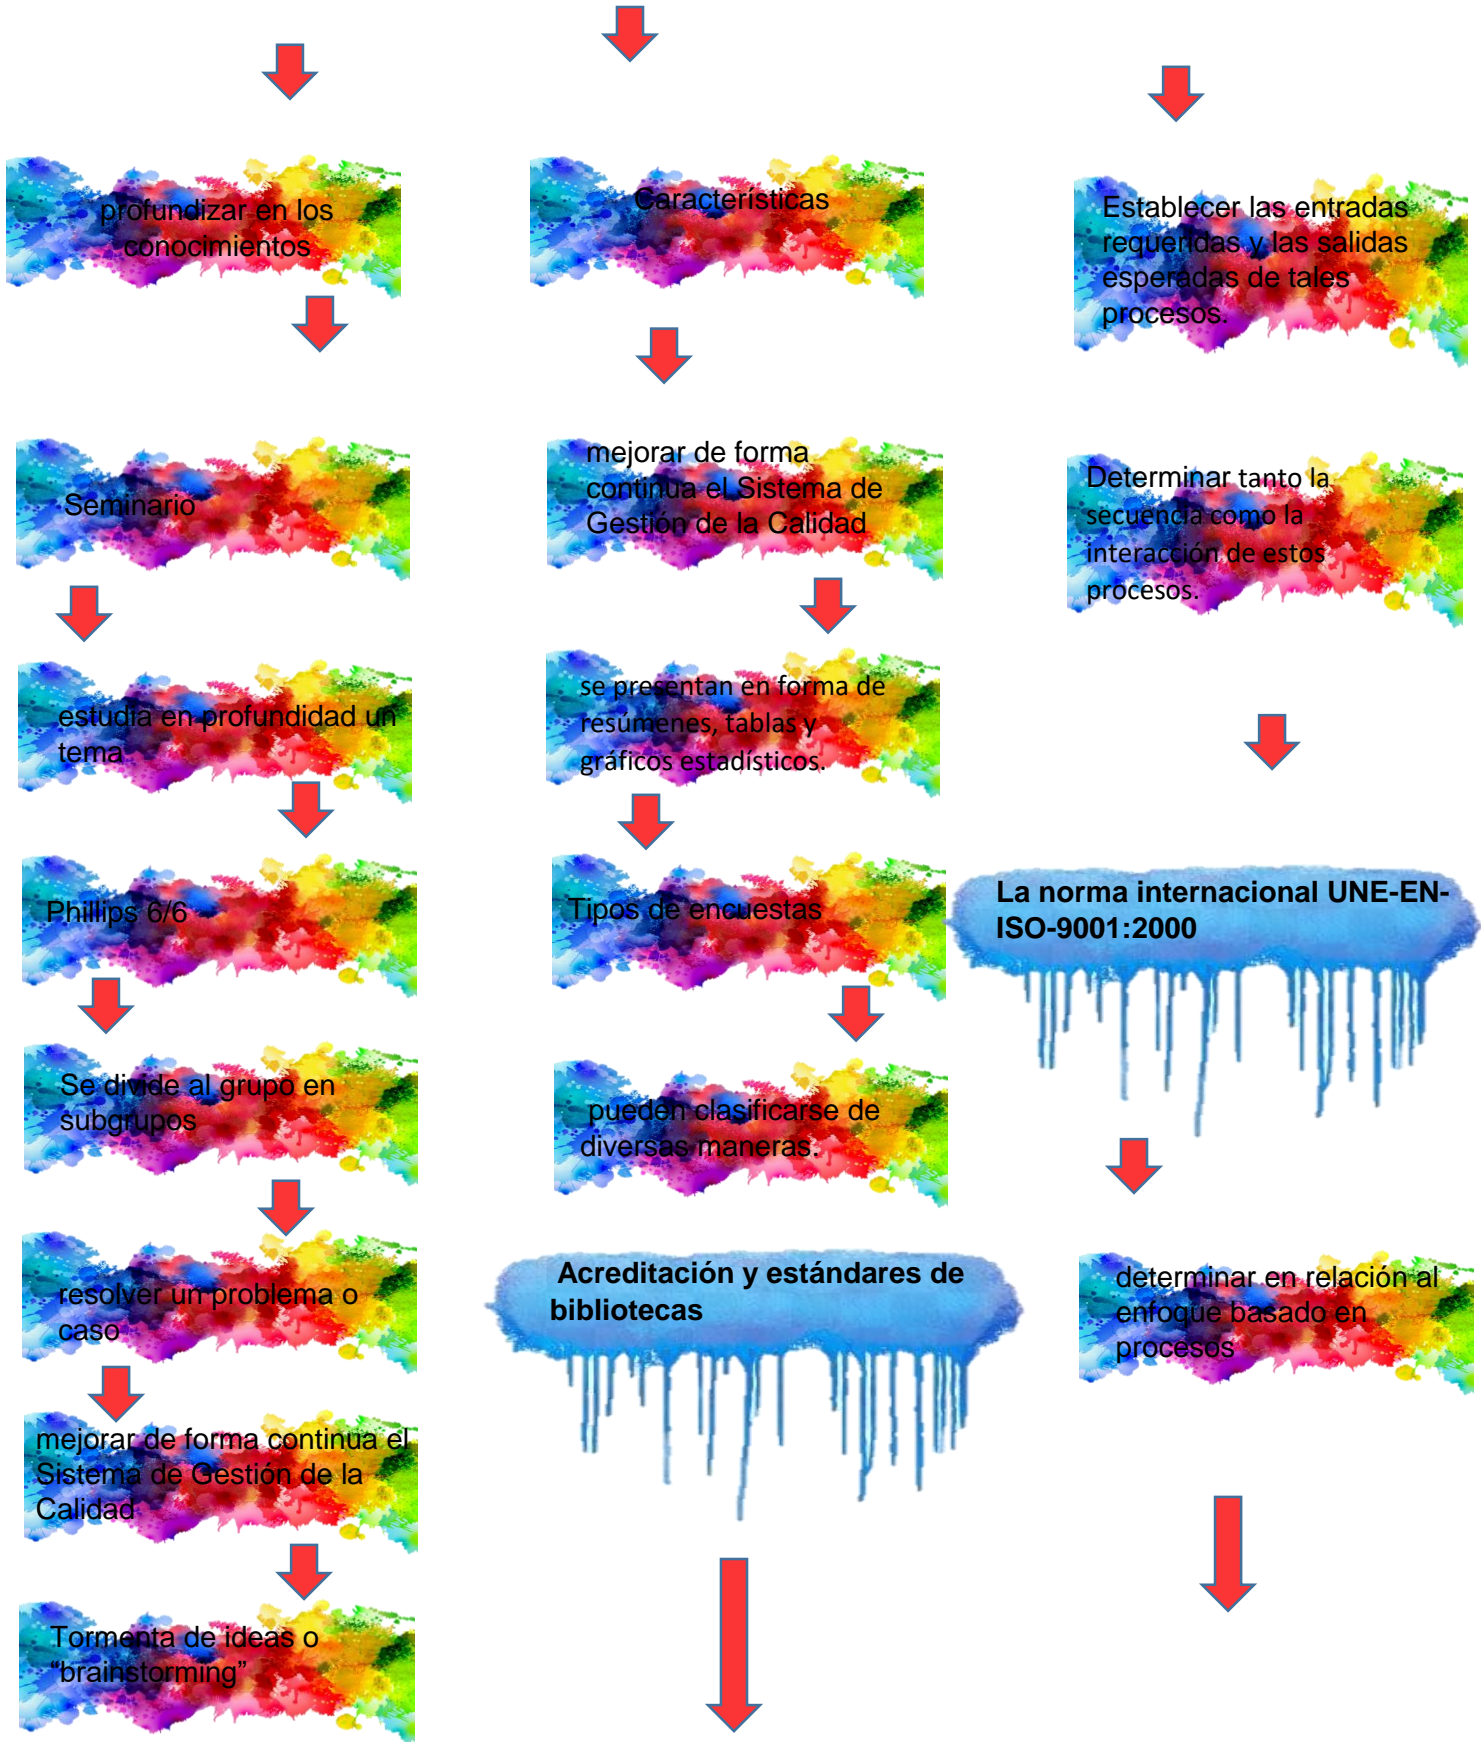 profundizar en los
conocimientos
Seminario
estudia en profundidad un
tema
Phillips 6/6
Se divide al grupo en
subgrupos
resolver un problema o
caso
mejorar de forma continua el
Sistema de Gestión de la
Calidad
Tormenta de ideas o
“brainstorming”
Características
mejorar de forma
continua el Sistema de
Gestión de la Calidad
se presentan en forma de
resúmenes, tablas y
gráficos estadísticos.
Tipos de encuestas
pueden clasificarse de
diversas maneras.
Acreditación y estándares de
bibliotecas
Establecer las entradas
requeridas y las salidas
esperadas de tales
procesos.
Determinar tanto la
secuencia como la
interacción de estos
procesos.
La norma internacional UNE-EN-
ISO-9001:2000
determinar en relación al
enfoque basado en
procesos